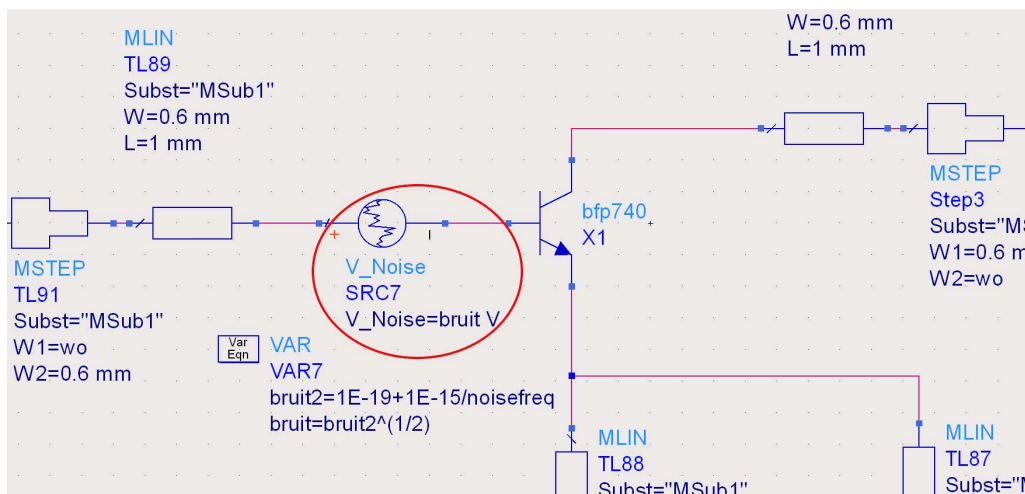 MLIN
TL89
Subst="MSub1"
W=0.6 mm
L=1 mm
W=0.6 mm
L=1 mm
MSTEP
TL91
Subst="MSub1"
W1=wo
W2=0.6 mm
V_Noise
SRC7
V_Noise=bruit V
Var
Eqn
VAR
VAR7
bruit2=1E-19+1E-15/noisefreq
bruit=bruit2^(1/2)
bfp740
X1
MSTEP
Step3
Subst="MS
W1=0.6 m
W2=wo
MLIN
TL88
Subst="MSub1"
MLIN
TL87
Subst="M